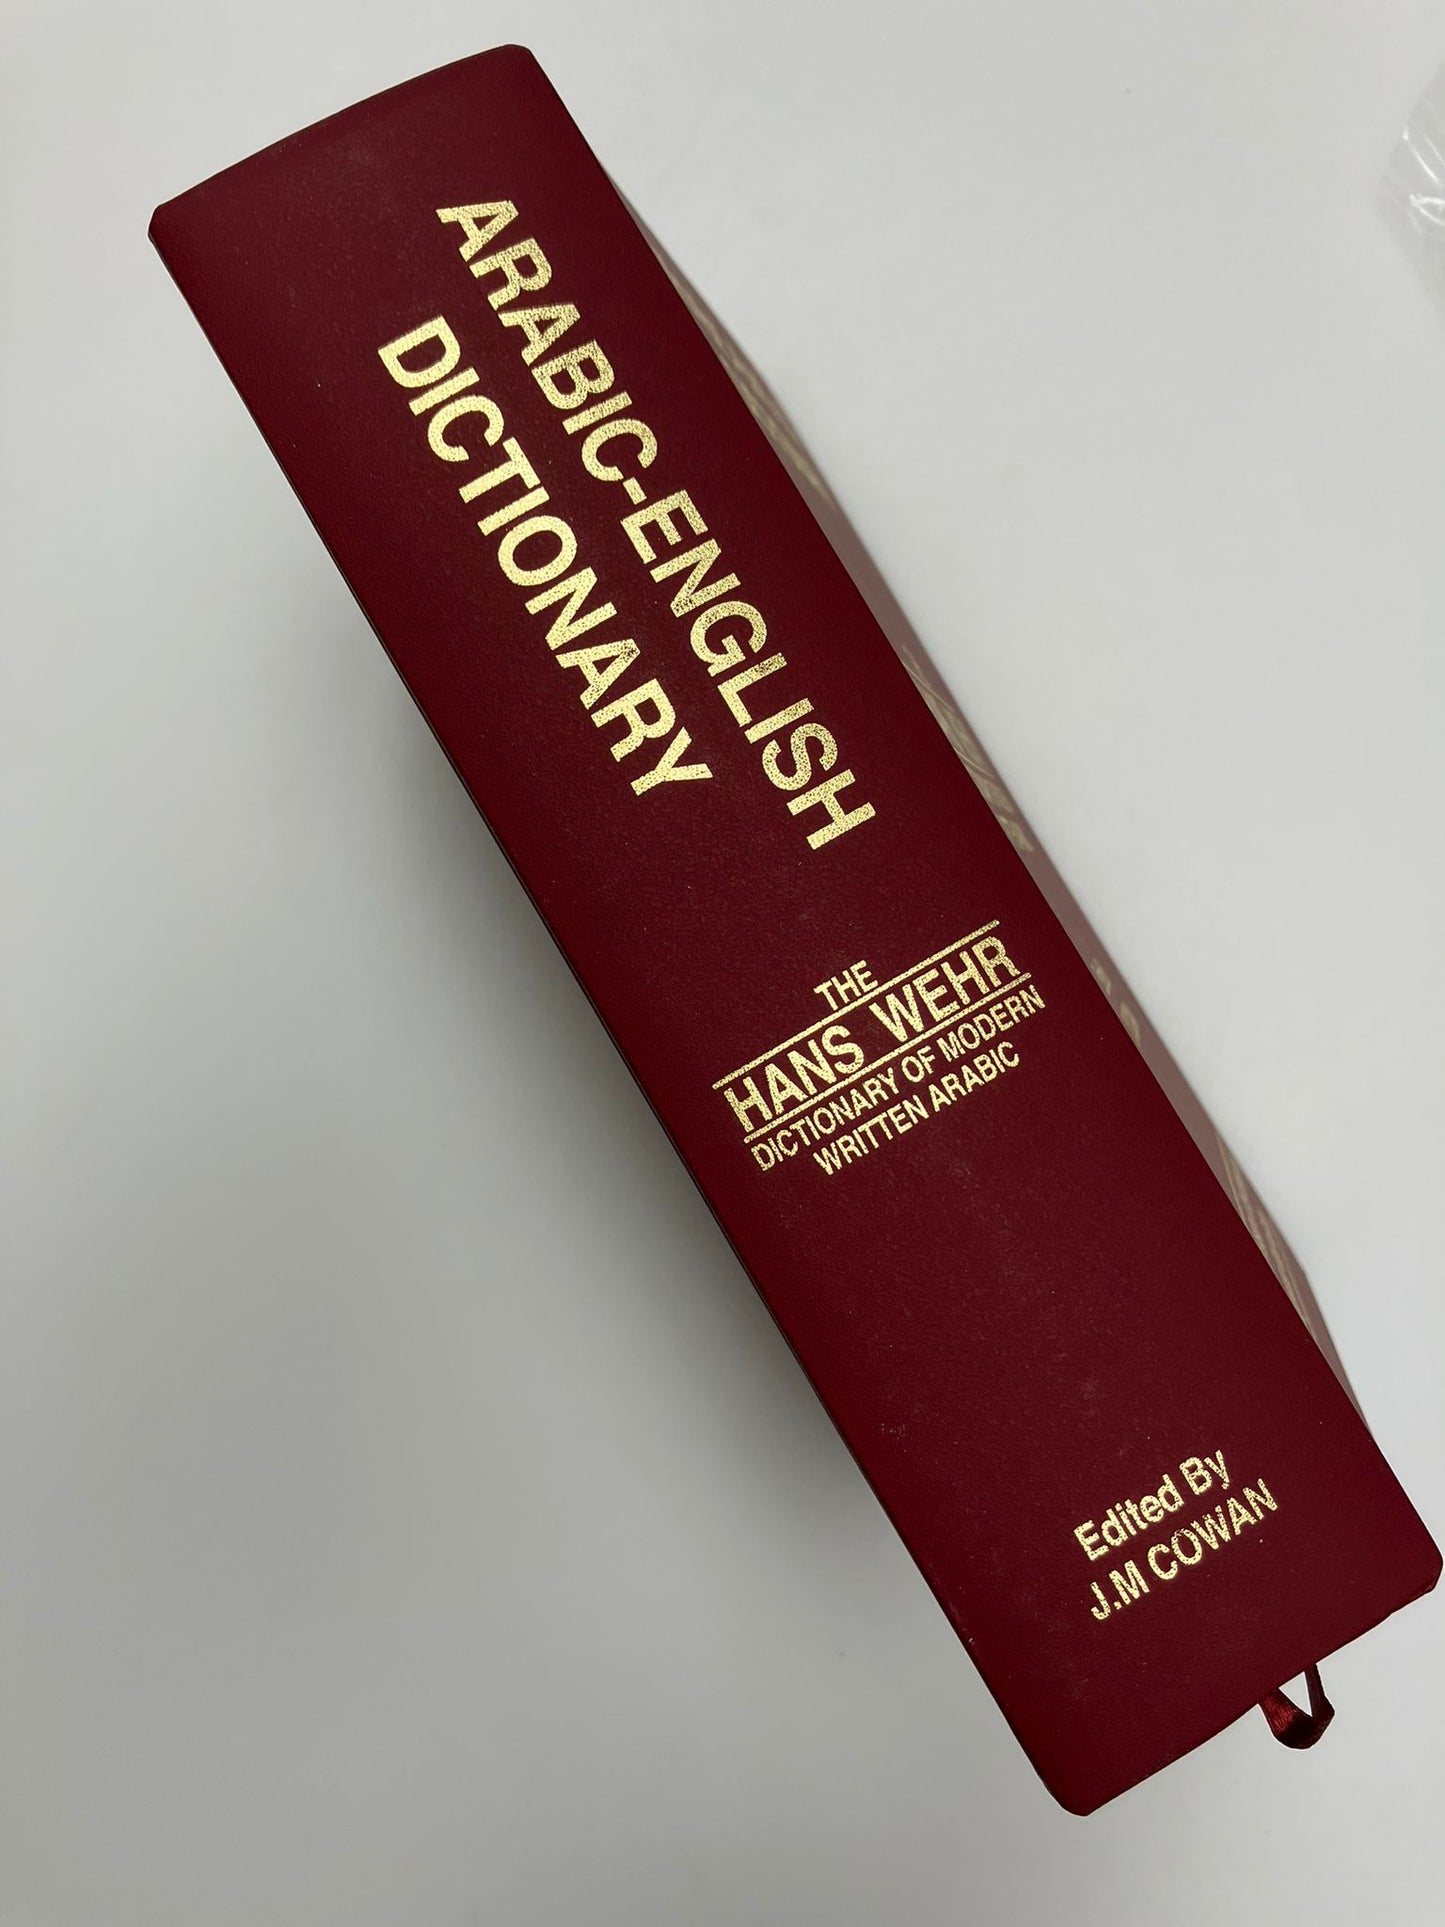 ARABIC-ENGLISH
DICTIONARY
THE
HANS WEHR
DICTIONARY OF MODERN
WRITTEN ARABIC
Edited By
J.M COWAN